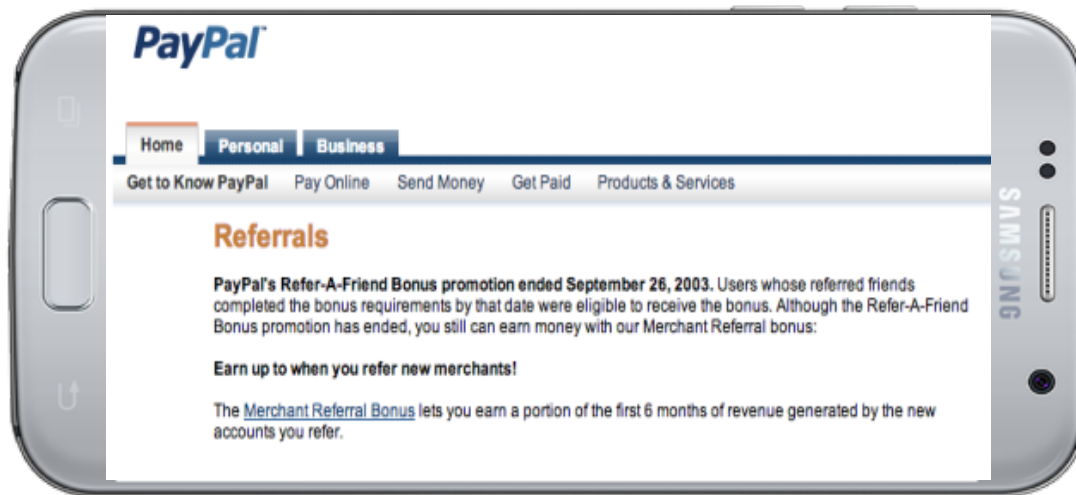 PayPal
Home Personal Business
Get to Know PayPal Pay Online Send Money Get Paid Products & Services
Referrals
PayPal's Refer-A-Friend Bonus promotion ended September 26, 2003. Users whose referred friends
completed the bonus requirements by that date were eligible to receive the bonus. Although the Refer-A-Friend
Bonus promotion has ended, you still can earn money with our Merchant Referral bonus:
Earn up to when you refer new merchants!
The Merchant Referral Bonus lets you earn a portion of the first 6 months of revenue generated by the new
accounts you refer.
SAMSUNG